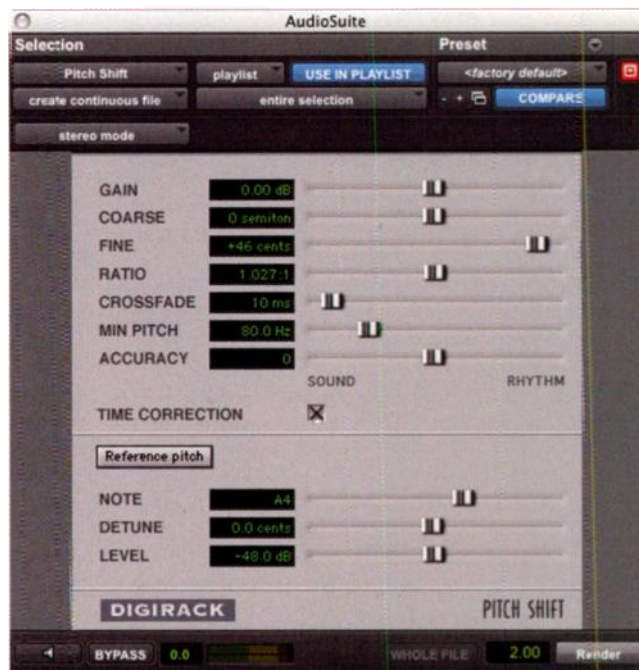 AudioSuite
Selection Preset
Pitch Shift playlist USE IN PLAYLIST <factory default>
create continuous file entire selection - + COMPARE
stereo mode
GAIN 0.00 dB
COARSE 0 semiton
FINE +46 cents
RATIO 1.027:1
CROSSFADE 10 ms
MIN PITCH 80.0 Hz
ACCURACY 0
SOUND RHYTHM
TIME CORRECTION
Reference pitch
NOTE A4
DETUNE 0.0 cents
LEVEL -48.0 dB
DIGIRACK PITCH SHIFT
BYPASS 0.0 WHOLE FILE 2.00 Render